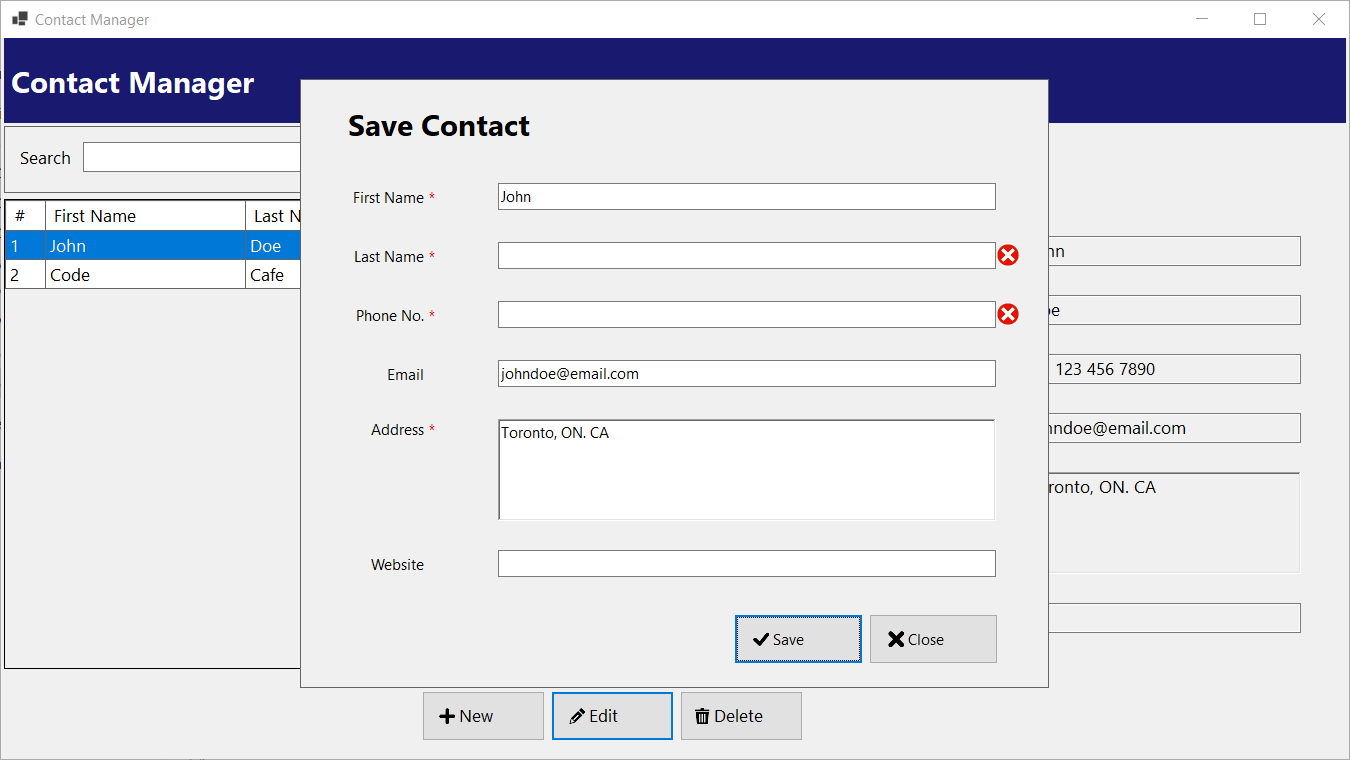 Contact Manager
Contact Manager
Search
# First Name Last N
1 John Doe
2 Code Cafe
Save Contact
First Name * John
Last Name *
Phone No. *
Email johndoe@email.com
Address * Toronto, ON. CA
Website
Save Close
hn
123 456 7890
ndoe@email.com
ronto, ON. CA
New Edit Delete